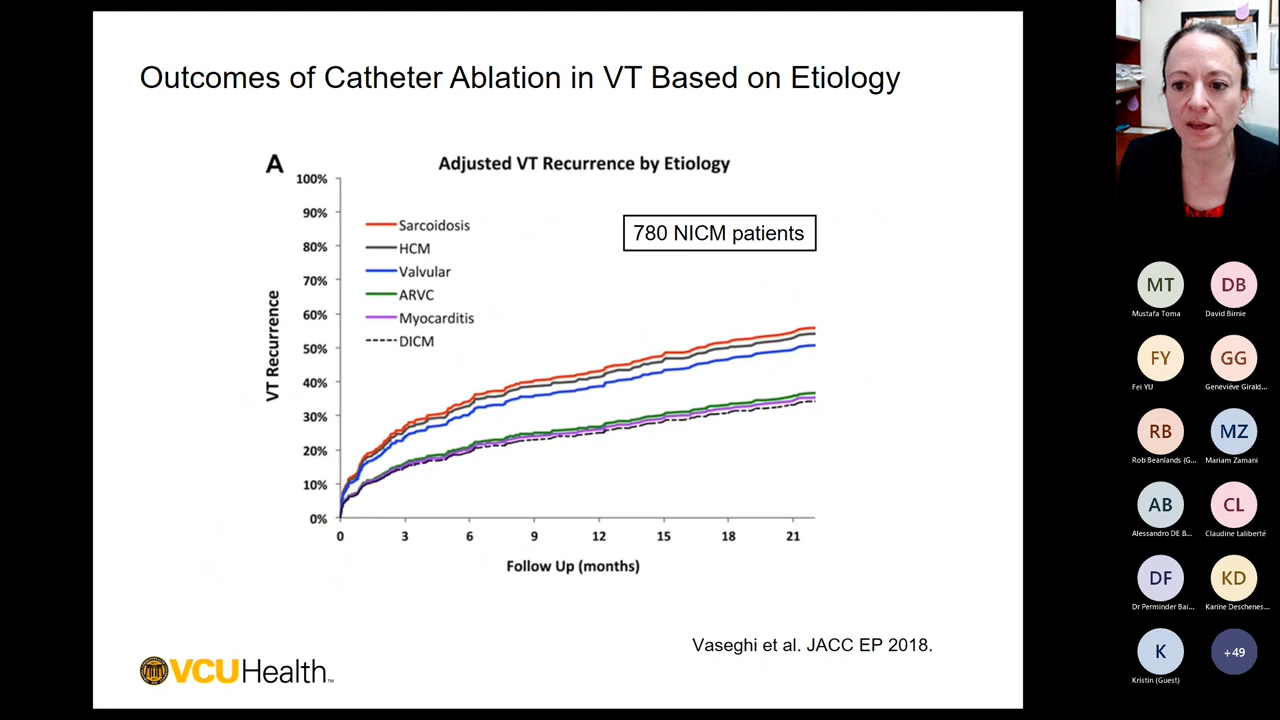 Outcomes of Catheter Ablation in VT Based on Etiology
A
Adjusted VT Recurrence by Etiology
100%
90%
80%
70%
60%
50%
40%
30%
20%
10%
0%
VT Recurrence
Sarcoidosis
HCM
Valvular
ARVC
Myocarditis
DICM
780 NICM patients
0 3 6 9 12 15 18 21
Follow Up (months)
Vaseghi et al. JACC EP 2018.
VCUHealth™
MT
Mustafa Toma
DB
David Birnie
FY
Fei YU
GG
Geneviève Girald...
RB
Rob Beanlands (G...
MZ
Mariam Zamani
AB
Alessandro DE B...
CL
Claudine Laliberté
DF
Dr Perminder Bai...
KD
Karine Deschenes...
K
Kristin (Guest)
+49